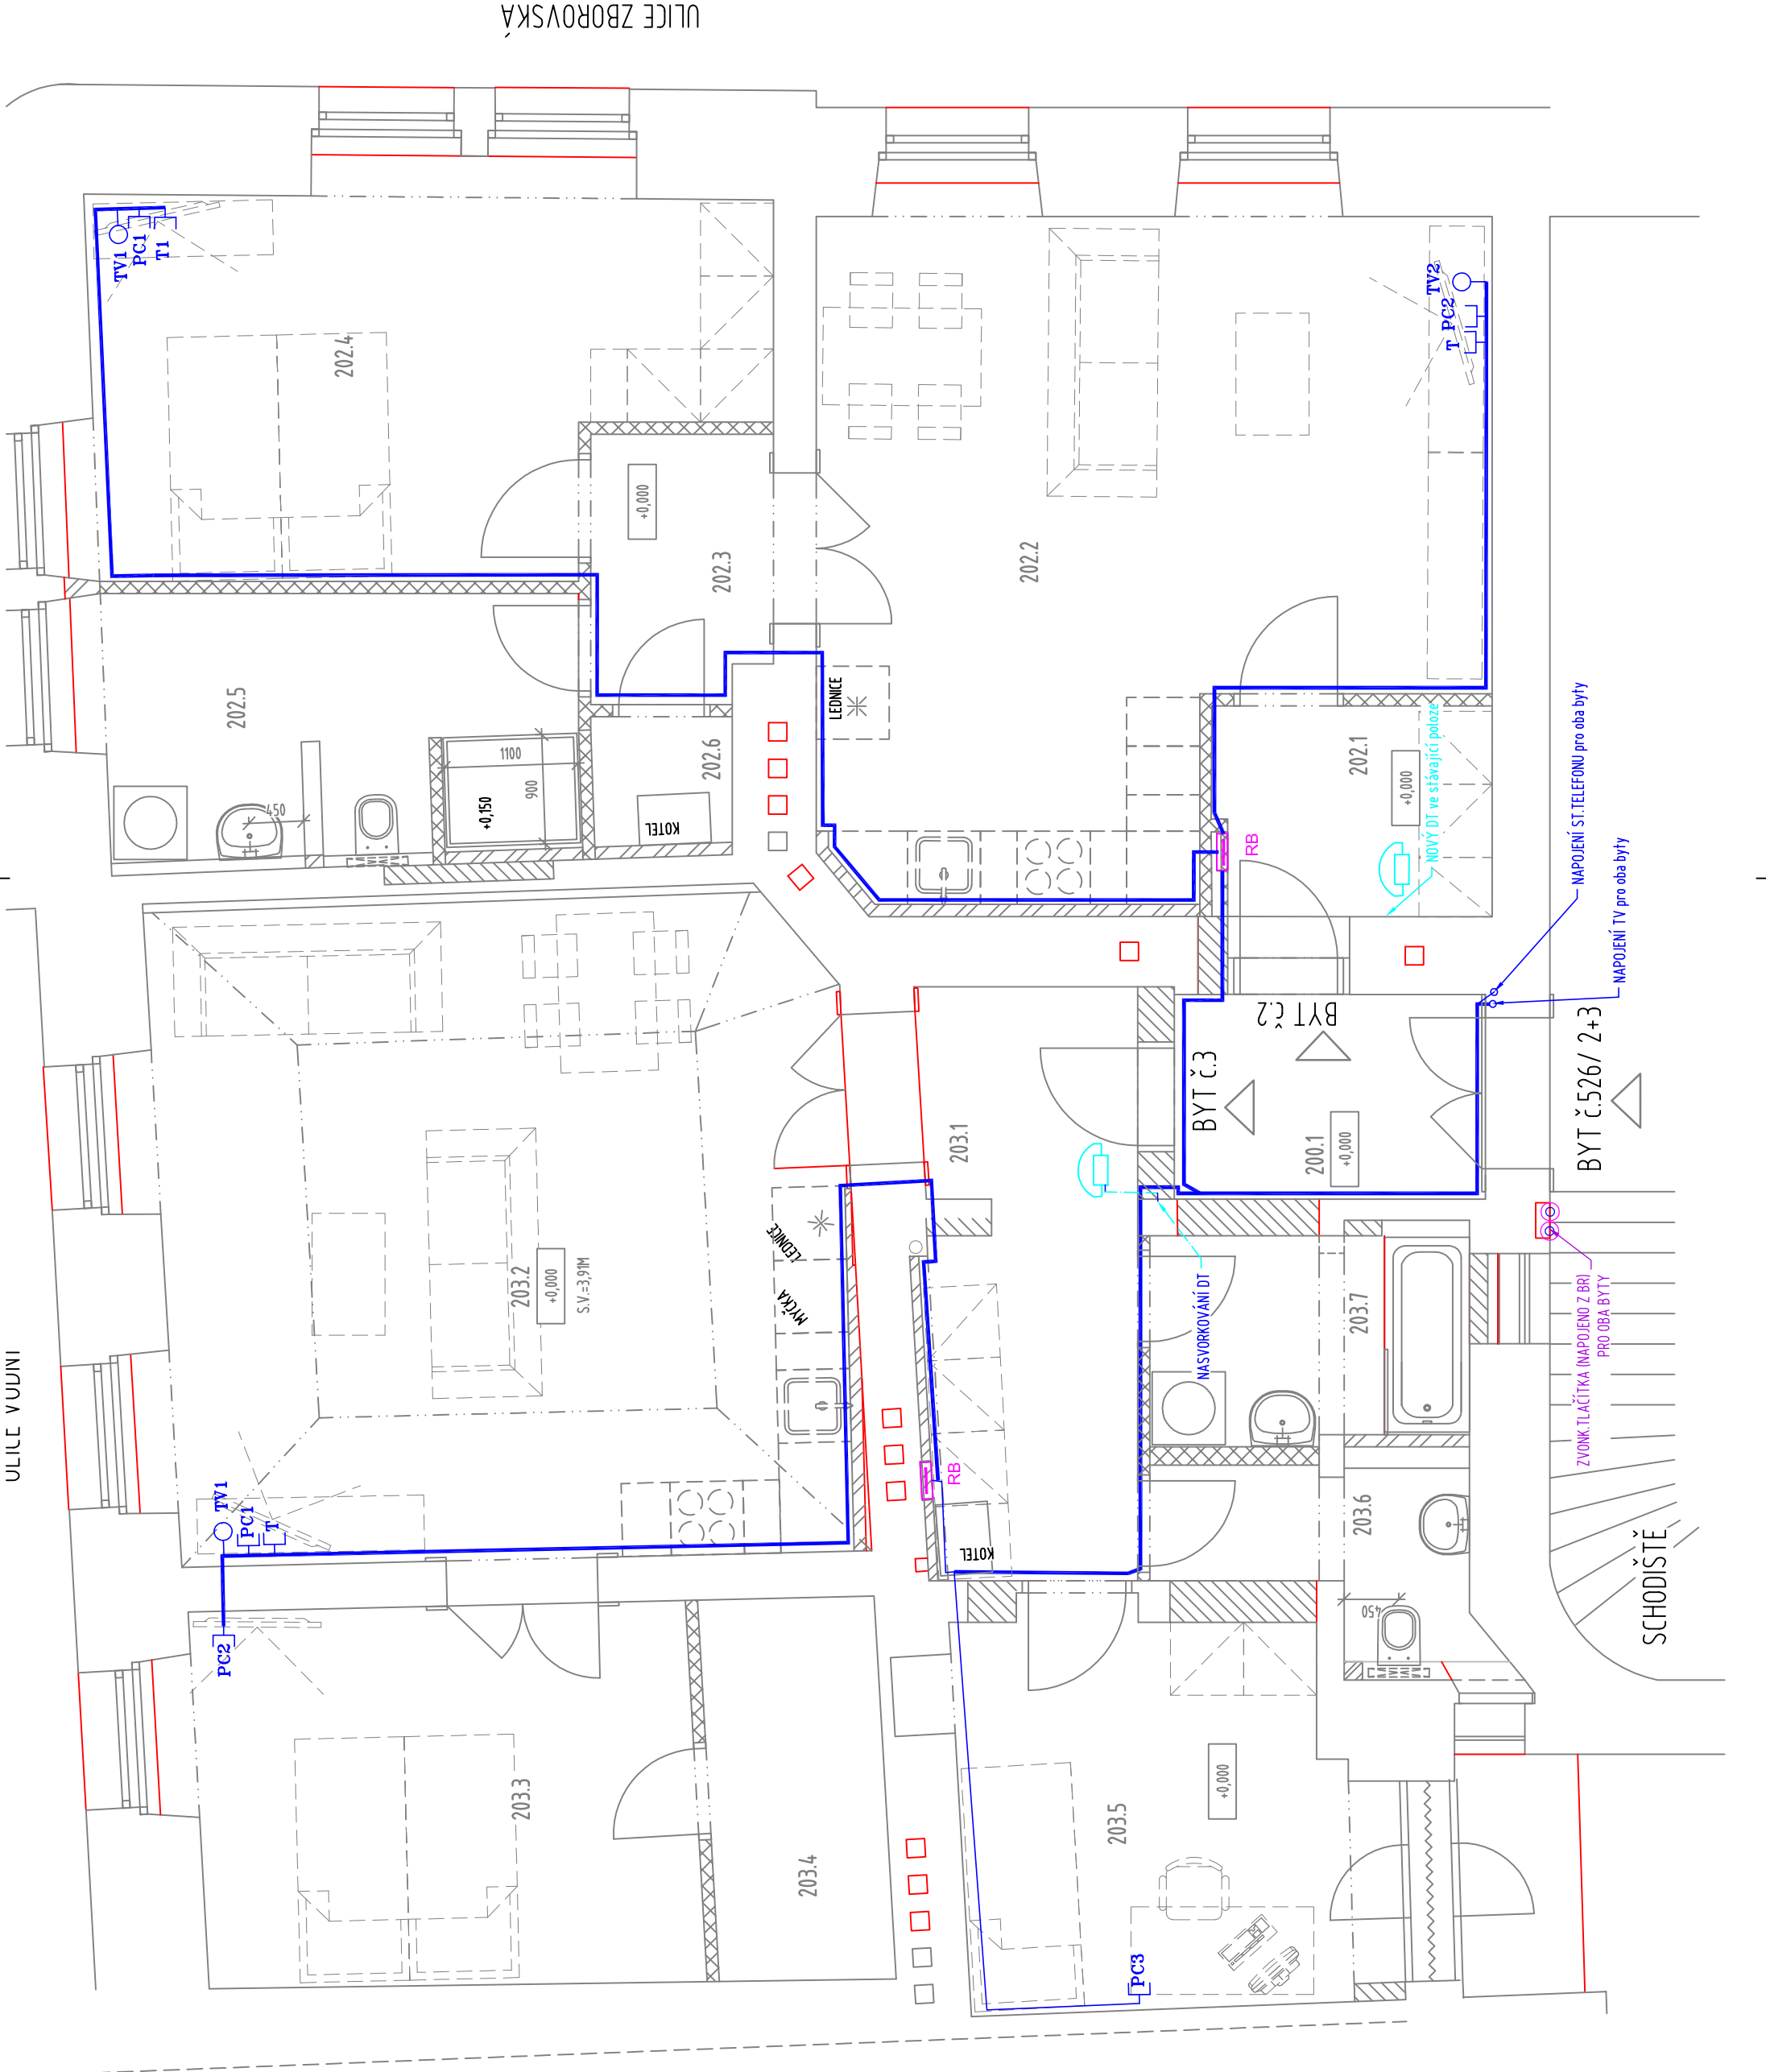 ULICE ZBOROVSKÁ
TV1
PC1
T1
202.4
+0,000
202.3
202.2
TV2
PC2
T
202.5
450
1100
900
+0,150
KOTEL
202.6
LEDNICE
202.1
+0,000
RB
NOVÝ DT ve stávající poloze
NAPOJENÍ ST.TELEFONU pro oba byty
NAPOJENÍ TV pro oba byty
BYT č.2
BYT č.3
200.1
+0,000
BYT č.526/ 2+3
203.1
203.2
+0,000
S.V.=3,91M
LEDNICE
MYČKA
ULICE VODNÍ
NASVORKOVÁNÍ DT
203.7
ZVONK.TLAČÍTKA (NAPOJENO Z BR)
PRO OBA BYTY
TV1
PC1
T
RB
KOTEL
203.6
450
SCHODIŠTĚ
PC2
203.3
203.4
203.5
+0,000
PC3